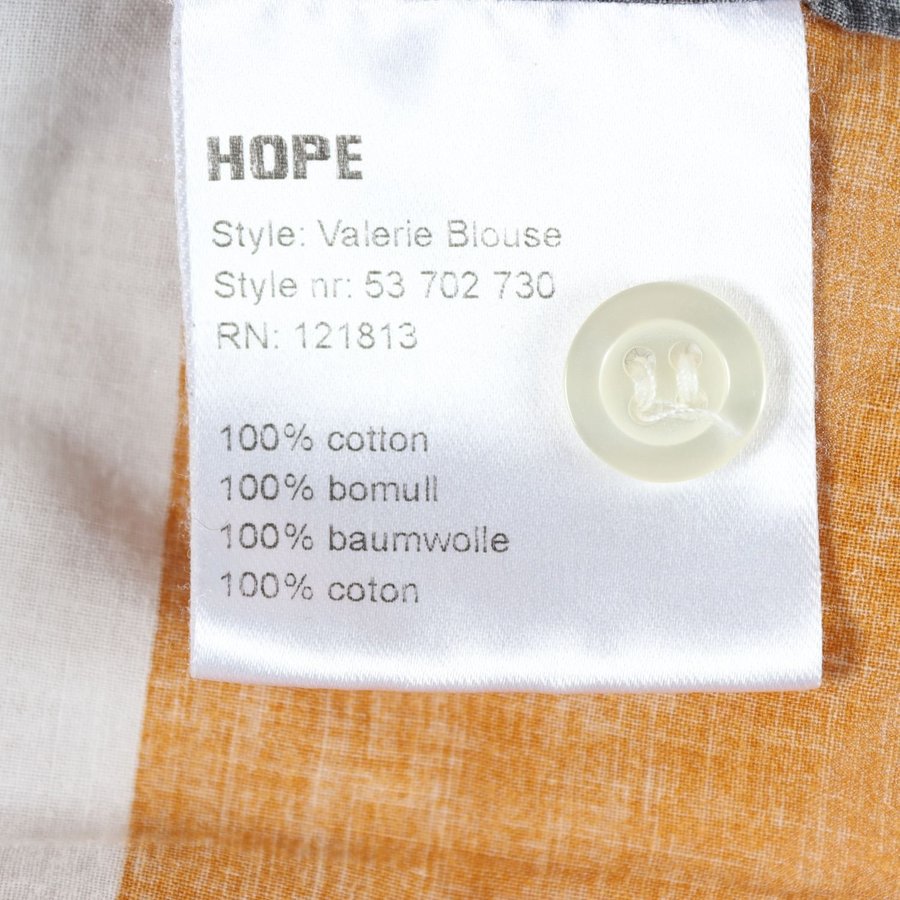 HOPE
Style: Valerie Blouse
Style nr: 53 702 730
RN: 121813
100% cotton
100% bomull
100% baumwolle
100% coton